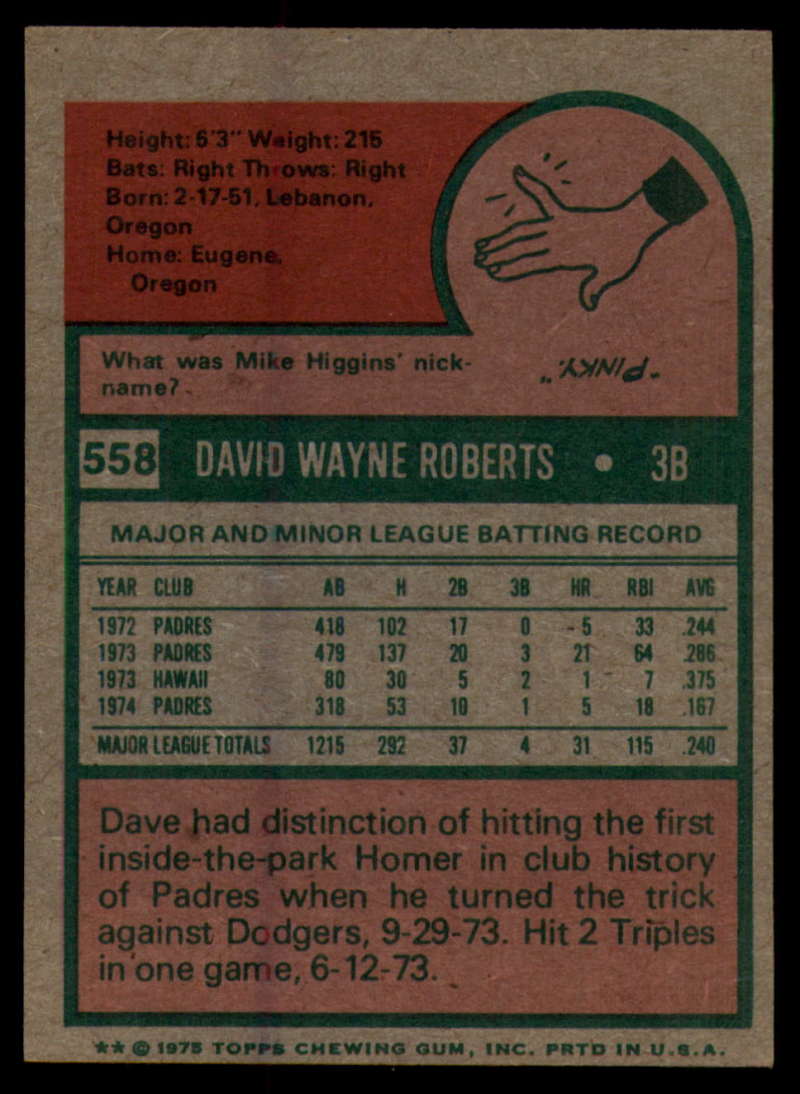 Height: 6'3" Weight: 215
Bats: Right Throws: Right
Born: 2-17-51, Lebanon,
Oregon
Home: Eugene,
Oregon
What was Mike Higgins' nick-
name?
"PINKY."
558 DAVID WAYNE ROBERTS • 3B
MAJOR AND MINOR LEAGUE BATTING RECORD
YEAR CLUB AB H 2B 3B HR RBI AVG
1972 PADRES 418 102 17 0 5 33 .244
1973 PADRES 479 137 20 3 21 64 .286
1973 HAWAII 80 30 5 2 1 7 .375
1974 PADRES 318 53 10 1 5 18 .167
MAJOR LEAGUE TOTALS 1215 292 37 4 31 115 .240
Dave had distinction of hitting the first
inside-the-park Homer in club history
of Padres when he turned the trick
against Dodgers, 9-29-73. Hit 2 Triples
in one game, 6-12-73.
** © 1975 TOPPS CHEWING GUM, INC. PRTD IN U.S.A.